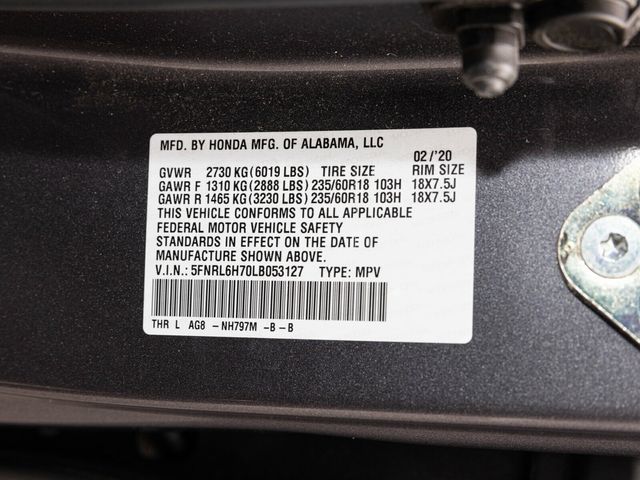 MFD. BY HONDA MFG. OF ALABAMA, LLC
02/'20
GVWR 2730 KG(6019 LBS) TIRE SIZE RIM SIZE
GAWR F 1310 KG(2888 LBS)235/60R18 103H 18X7.5J
GAWR R 1465 KG(3230 LBS)235/60R18 103H 18X7.5J
THIS VEHICLE CONFORMS TO ALL APPLICABLE
FEDERAL MOTOR VEHICLE SAFETY
STANDARDS IN EFFECT ON THE DATE OF
MANUFACTURE SHOWN ABOVE.
V.I.N.: 5FNRL6H70LB053127 TYPE: MPV
THR L AG8 -NH797M -B-B